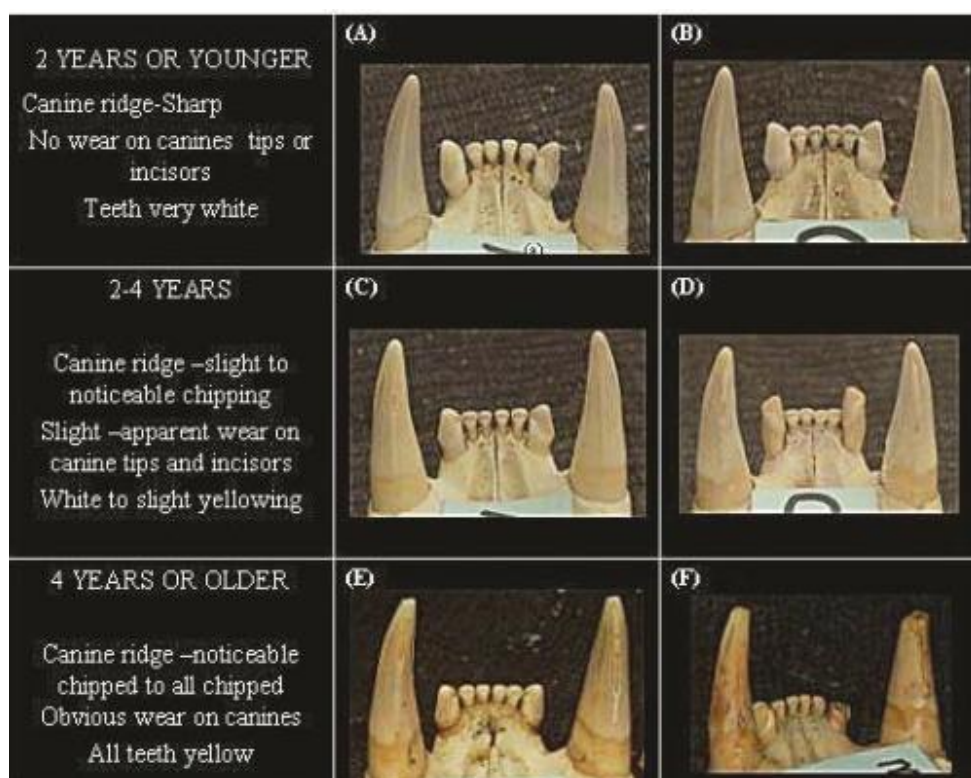 2 YEARS OR YOUNGER
Canine ridge-Sharp
No wear on canines tips or
incisors
Teeth very white
(A)
(a)
(B)
2-4 YEARS
Canine ridge –slight to
noticeable chipping
Slight –apparent wear on
canine tips and incisors
White to slight yellowing
(C)
(D)
4 YEARS OR OLDER
Canine ridge –noticeable
chipped to all chipped
Obvious wear on canines
All teeth yellow
(E)
(F)